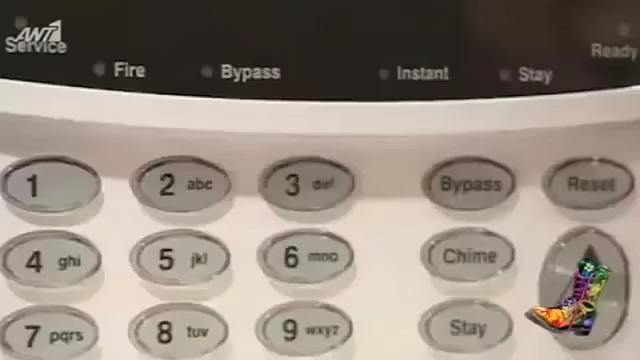 ANT1
Service
Fire
Bypass
Instant
Stay
Ready
1
2 abc
3 def
Bypass
Reset
4 ghi
5 jkl
6 mno
Chime
7 pqrs
8 tuv
9 wxyz
Stay